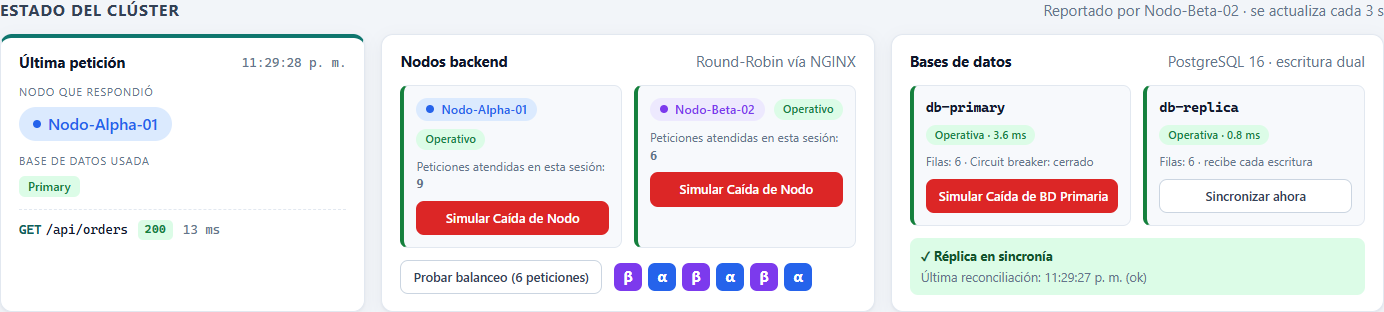 ESTADO DEL CLÚSTER
Reportado por Nodo-Beta-02 · se actualiza cada 3 s
Última petición
11:29:28 p. m.
NODO QUE RESPONDIÓ
Nodo-Alpha-01
BASE DE DATOS USADA
Primary
GET /api/orders 200 13 ms
Nodos backend
Round-Robin vía NGINX
Nodo-Alpha-01
Operativo
Peticiones atendidas en esta sesión:
9
Simular Caída de Nodo
Nodo-Beta-02 Operativo
Peticiones atendidas en esta sesión:
6
Simular Caída de Nodo
Probar balanceo (6 peticiones) β α β α β α
Bases de datos
PostgreSQL 16 · escritura dual
db-primary
Operativa · 3.6 ms
Filas: 6 · Circuit breaker: cerrado
Simular Caída de BD Primaria
db-replica
Operativa · 0.8 ms
Filas: 6 · recibe cada escritura
Sincronizar ahora
✓ Réplica en sincronía
Última reconciliación: 11:29:27 p. m. (ok)